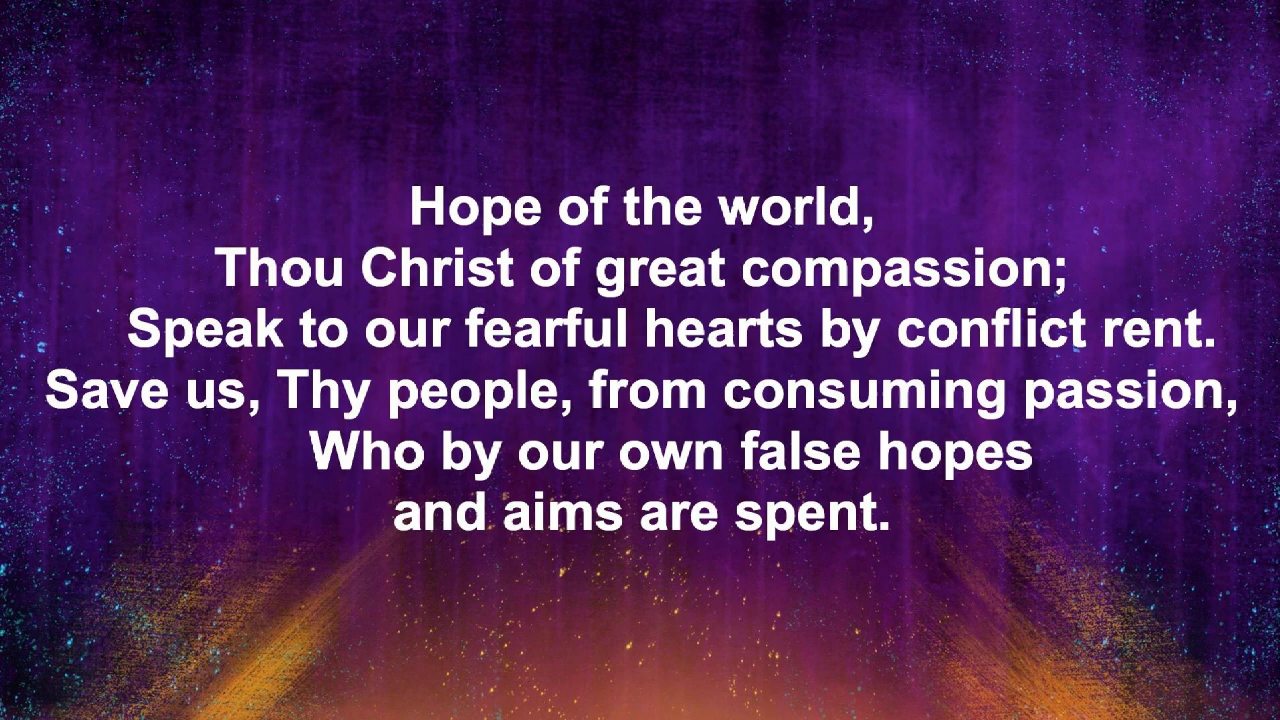 Hope of the world,
Thou Christ of great compassion;
Speak to our fearful hearts by conflict rent.
Save us, Thy people, from consuming passion,
Who by our own false hopes
and aims are spent.